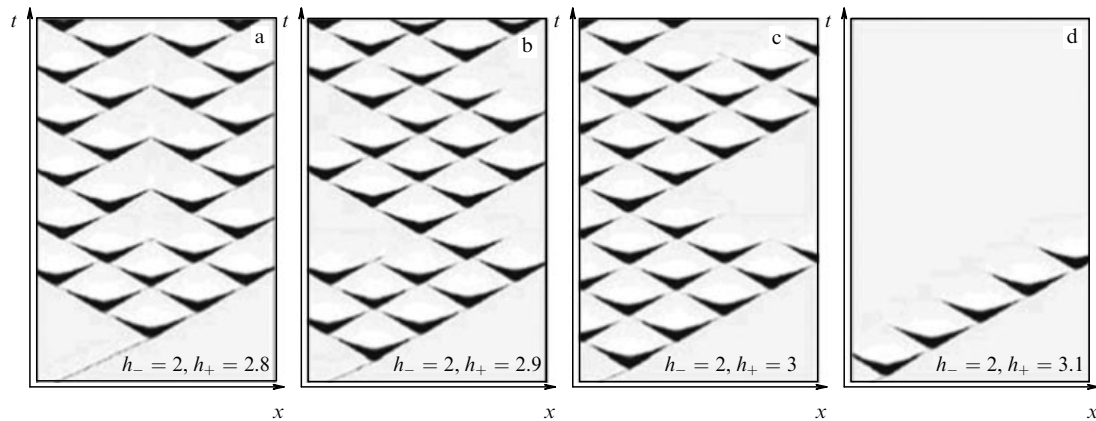 t
a
h₋ = 2, h₊ = 2.8
x
t
b
h₋ = 2, h₊ = 2.9
x
t
c
h₋ = 2, h₊ = 3
x
t
d
h₋ = 2, h₊ = 3.1
x